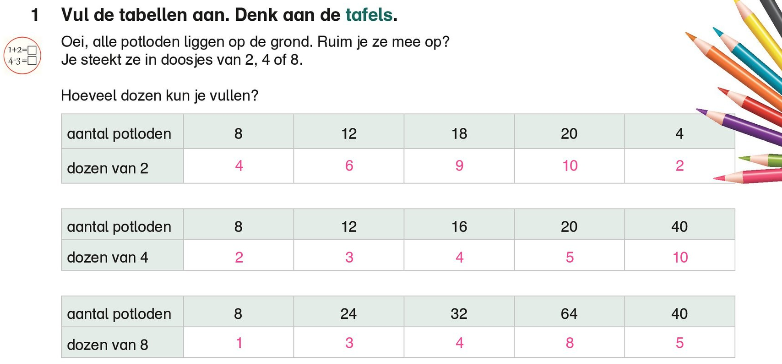 1 Vul de tabellen aan. Denk aan de tafels.
1+2=
4-3=
Oei, alle potloden liggen op de grond. Ruim je ze mee op?
Je steekt ze in doosjes van 2, 4 of 8.
Hoeveel dozen kun je vullen?
aantal potloden 8 12 18 20 4
dozen van 2 4 6 9 10 2
aantal potloden 8 12 16 20 40
dozen van 4 2 3 4 5 10
aantal potloden 8 24 32 64 40
dozen van 8 1 3 4 8 5